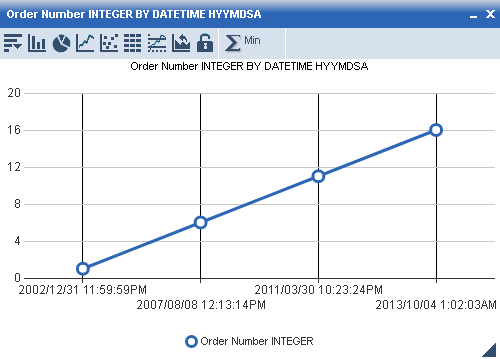 Order Number INTEGER BY DATETIME HYYMDSA
Min
Order Number INTEGER BY DATETIME HYYMDSA
20
16
12
8
4
0
2002/12/31 11:59:59PM
2011/03/30 10:23:24PM
2007/08/08 12:13:14PM
2013/10/04 1:02:03AM
Order Number INTEGER